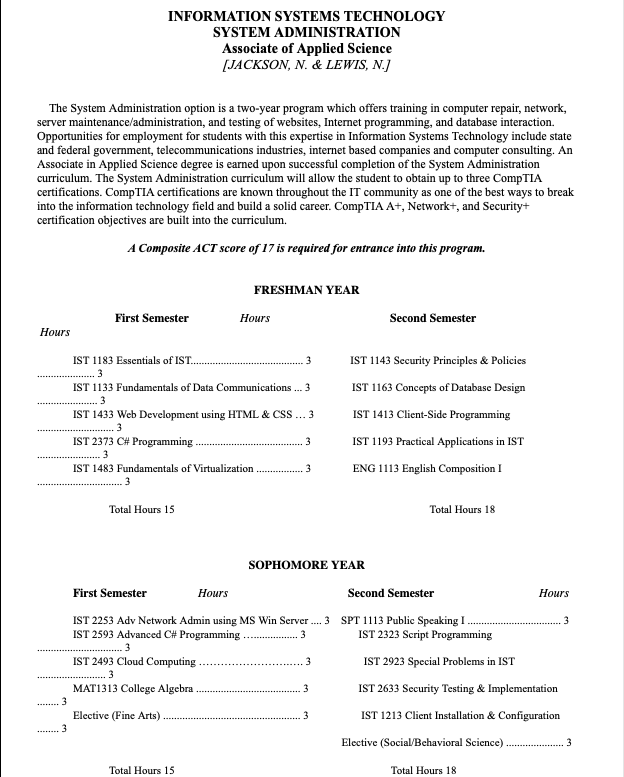 INFORMATION SYSTEMS TECHNOLOGY
SYSTEM ADMINISTRATION
Associate of Applied Science
[JACKSON, N. & LEWIS, N.]
The System Administration option is a two-year program which offers training in computer repair, network,
server maintenance/administration, and testing of websites, Internet programming, and database interaction.
Opportunities for employment for students with this expertise in Information Systems Technology include state
and federal government, telecommunications industries, internet based companies and computer consulting. An
Associate in Applied Science degree is earned upon successful completion of the System Administration
curriculum. The System Administration curriculum will allow the student to obtain up to three CompTIA
certifications. CompTIA certifications are known throughout the IT community as one of the best ways to break
into the information technology field and build a solid career. CompTIA A+, Network+, and Security+
certification objectives are built into the curriculum.
A Composite ACT score of 17 is required for entrance into this program.
FRESHMAN YEAR
First Semester Hours Second Semester
Hours
IST 1183 Essentials of IST......................................... 3 IST 1143 Security Principles & Policies
..................... 3
IST 1133 Fundamentals of Data Communications ... 3 IST 1163 Concepts of Database Design
...................... 3
IST 1433 Web Development using HTML & CSS … 3 IST 1413 Client-Side Programming
............................ 3
IST 2373 C# Programming ....................................... 3 IST 1193 Practical Applications in IST
....................... 3
IST 1483 Fundamentals of Virtualization ................. 3 ENG 1113 English Composition I
............................... 3
Total Hours 15 Total Hours 18
SOPHOMORE YEAR
First Semester Hours Second Semester Hours
IST 2253 Adv Network Admin using MS Win Server .... 3 SPT 1113 Public Speaking I .................................. 3
IST 2593 Advanced C# Programming …................. 3 IST 2323 Script Programming
............................... 3
IST 2493 Cloud Computing ……………………… 3 IST 2923 Special Problems in IST
......................... 3
MAT1313 College Algebra ...................................... 3 IST 2633 Security Testing & Implementation
........ 3
Elective (Fine Arts) .................................................. 3 IST 1213 Client Installation & Configuration
........ 3
Elective (Social/Behavioral Science) ..................... 3
Total Hours 15 Total Hours 18